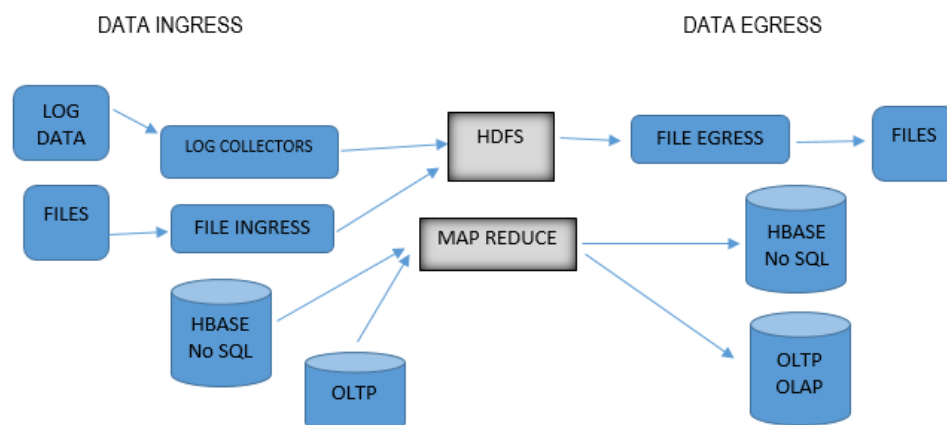 DATA INGRESS
DATA EGRESS
LOG
DATA
LOG COLLECTORS
HDFS
FILE EGRESS
FILES
FILES
FILE INGRESS
MAP REDUCE
HBASE
No SQL
HBASE
No SQL
OLTP
OLTP
OLAP